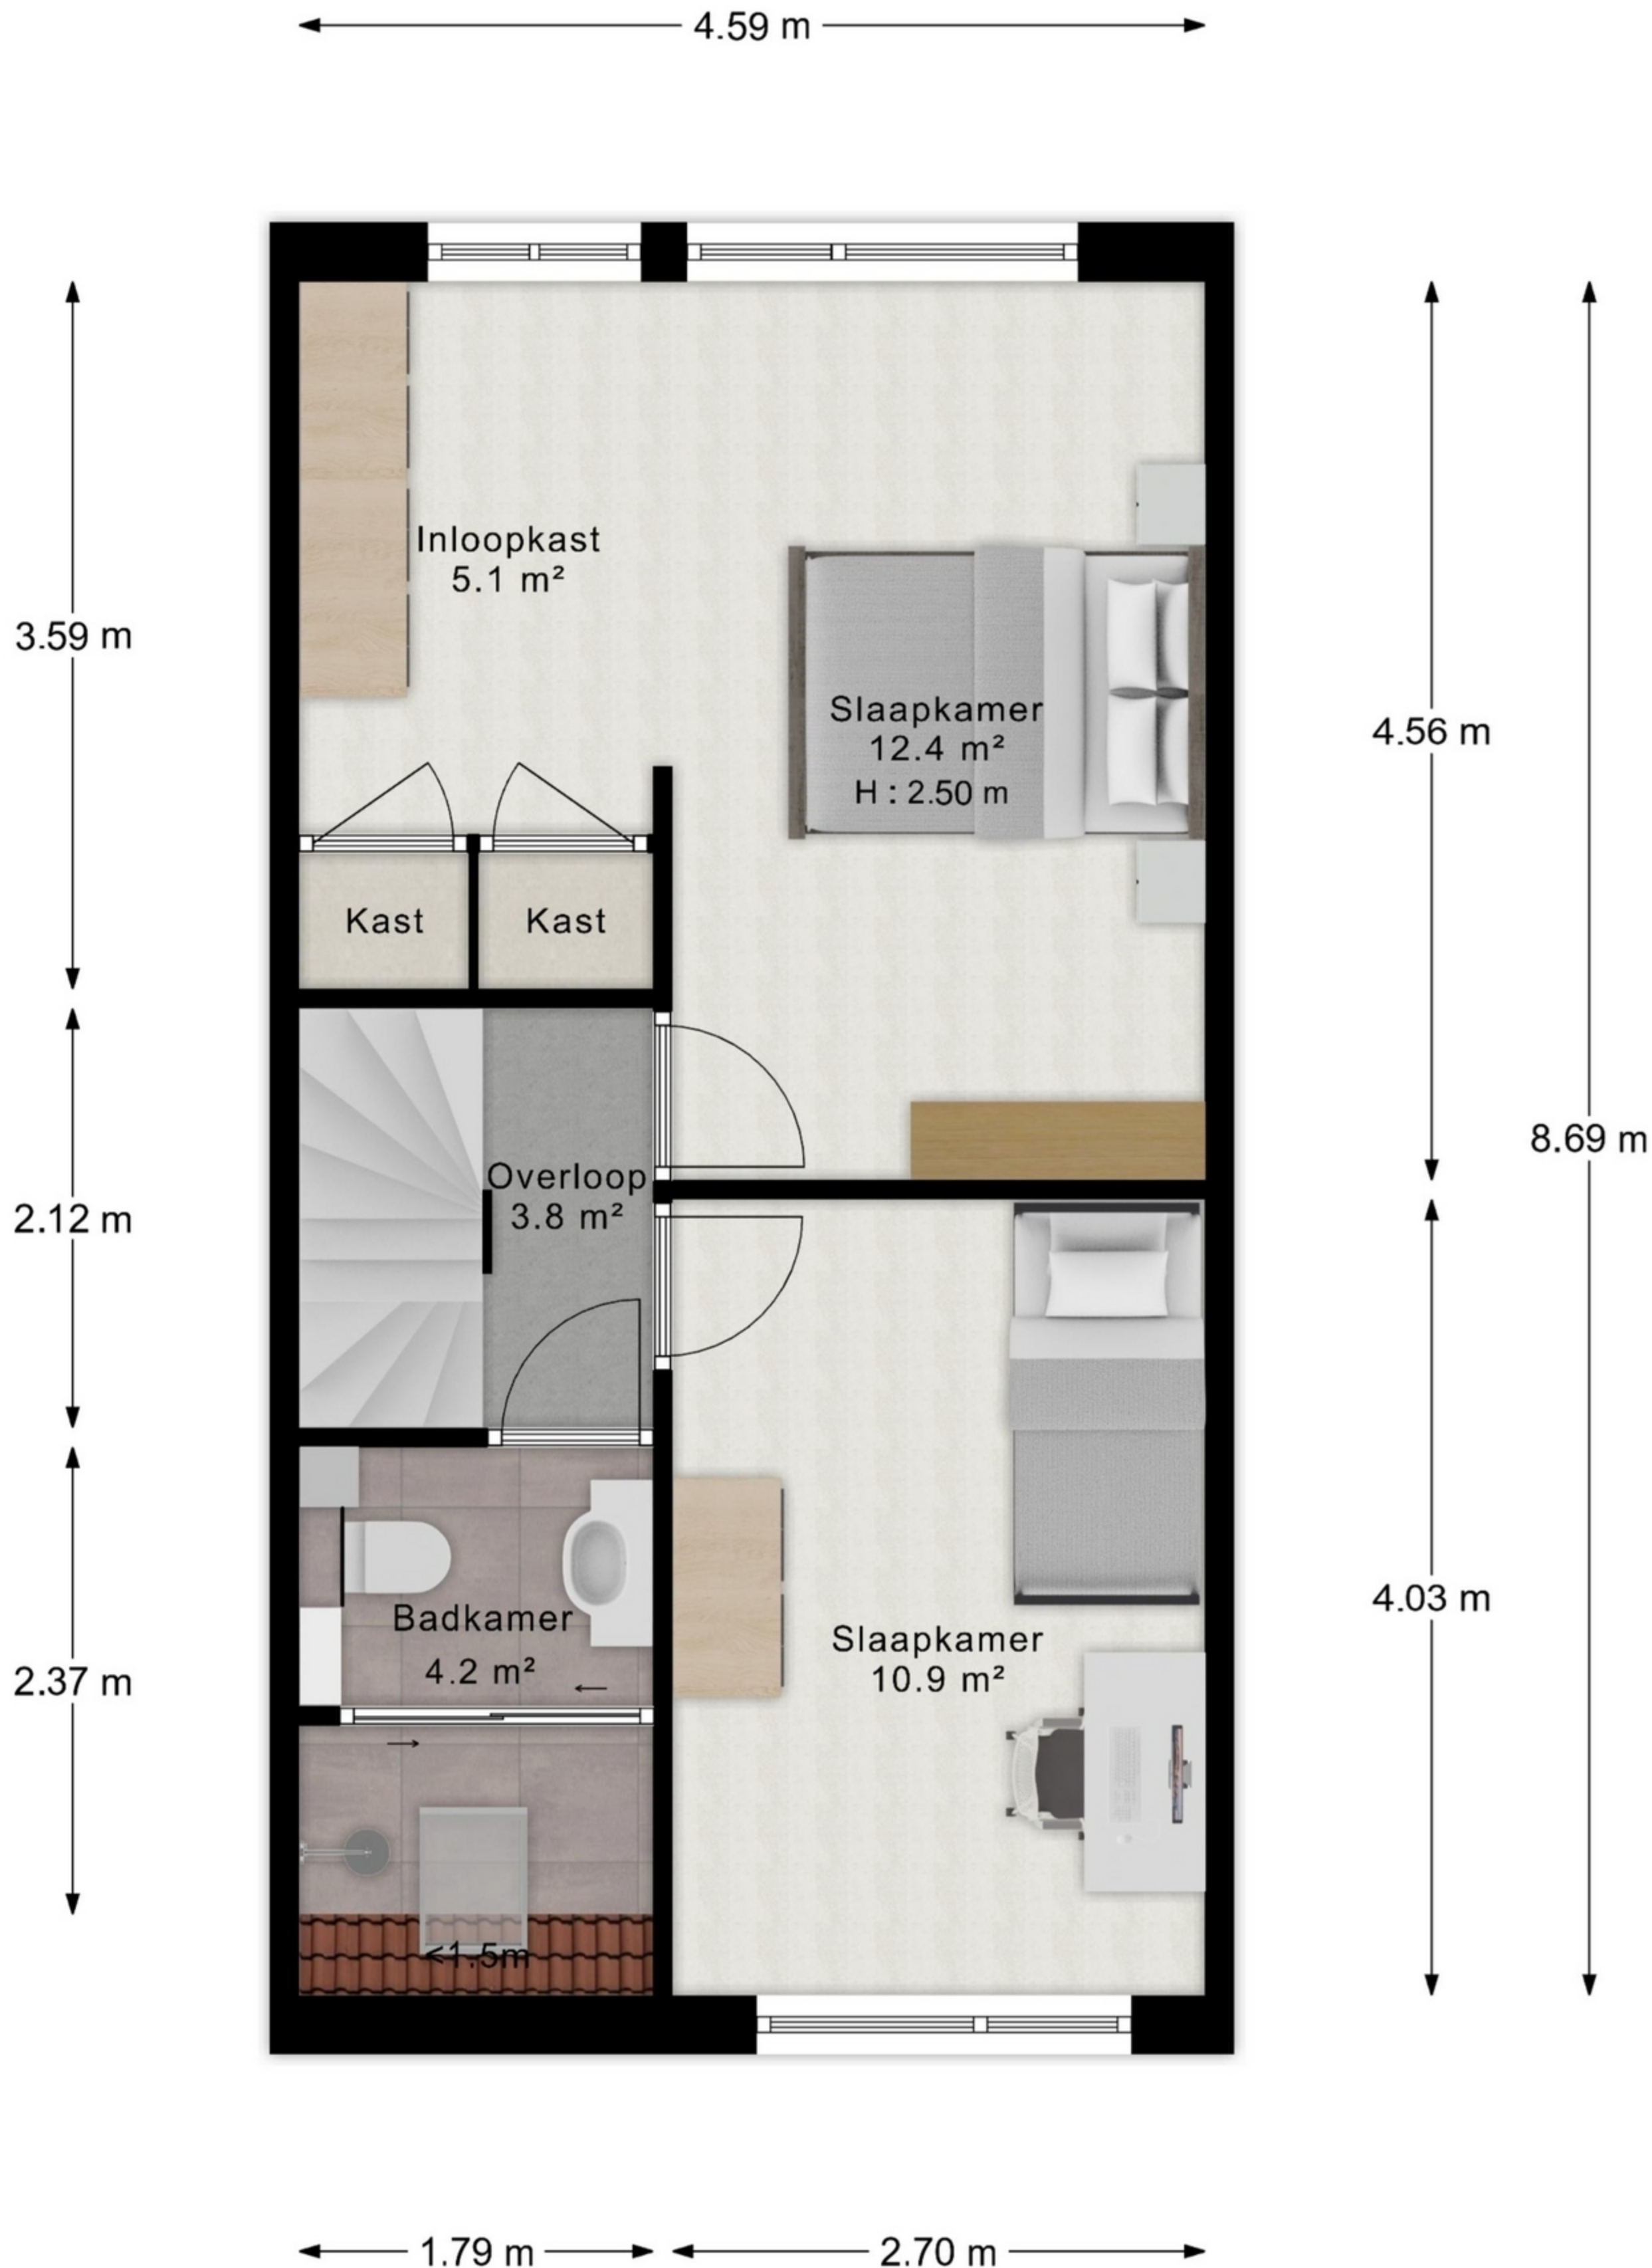 4.59 m
Inloopkast
5.1 m²
3.59 m
Slaapkamer
12.4 m²
H : 2.50 m
4.56 m
Kast
Kast
8.69 m
Overloop
3.8 m²
2.12 m
Badkamer
4.2 m²
2.37 m
Slaapkamer
10.9 m²
4.03 m
<1.5m
1.79 m
2.70 m